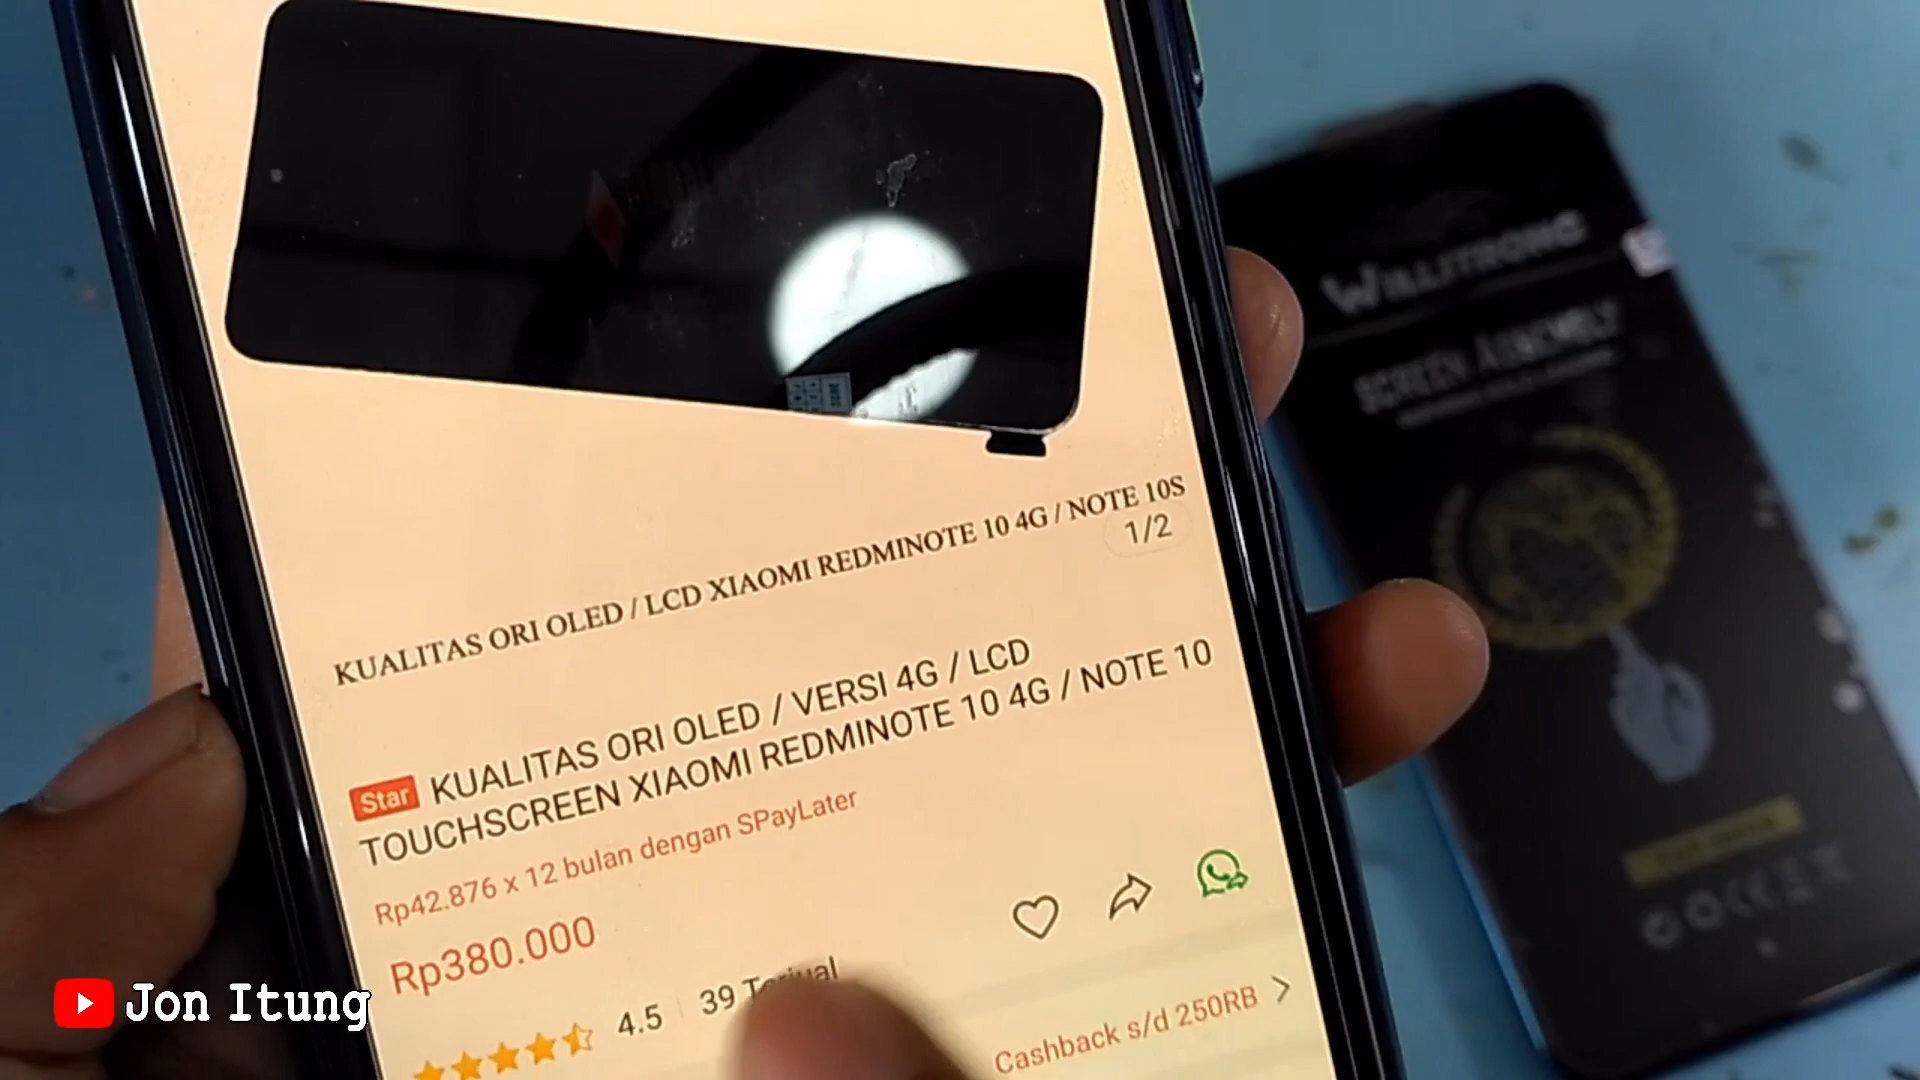 KUALITAS ORI OLED / LCD XIAOMI REDMINOTE 10 4G / NOTE 10S
1/2
Star KUALITAS ORI OLED / VERSI 4G / LCD
TOUCHSCREEN XIAOMI REDMINOTE 10 4G / NOTE 10
Rp42.876 x 12 bulan dengan SPayLater
Rp380.000
4.5
39 Terjual
Cashback s/d 250RB
WILLSTRONG
SCREEN ASSEMBLY
Jon Itung